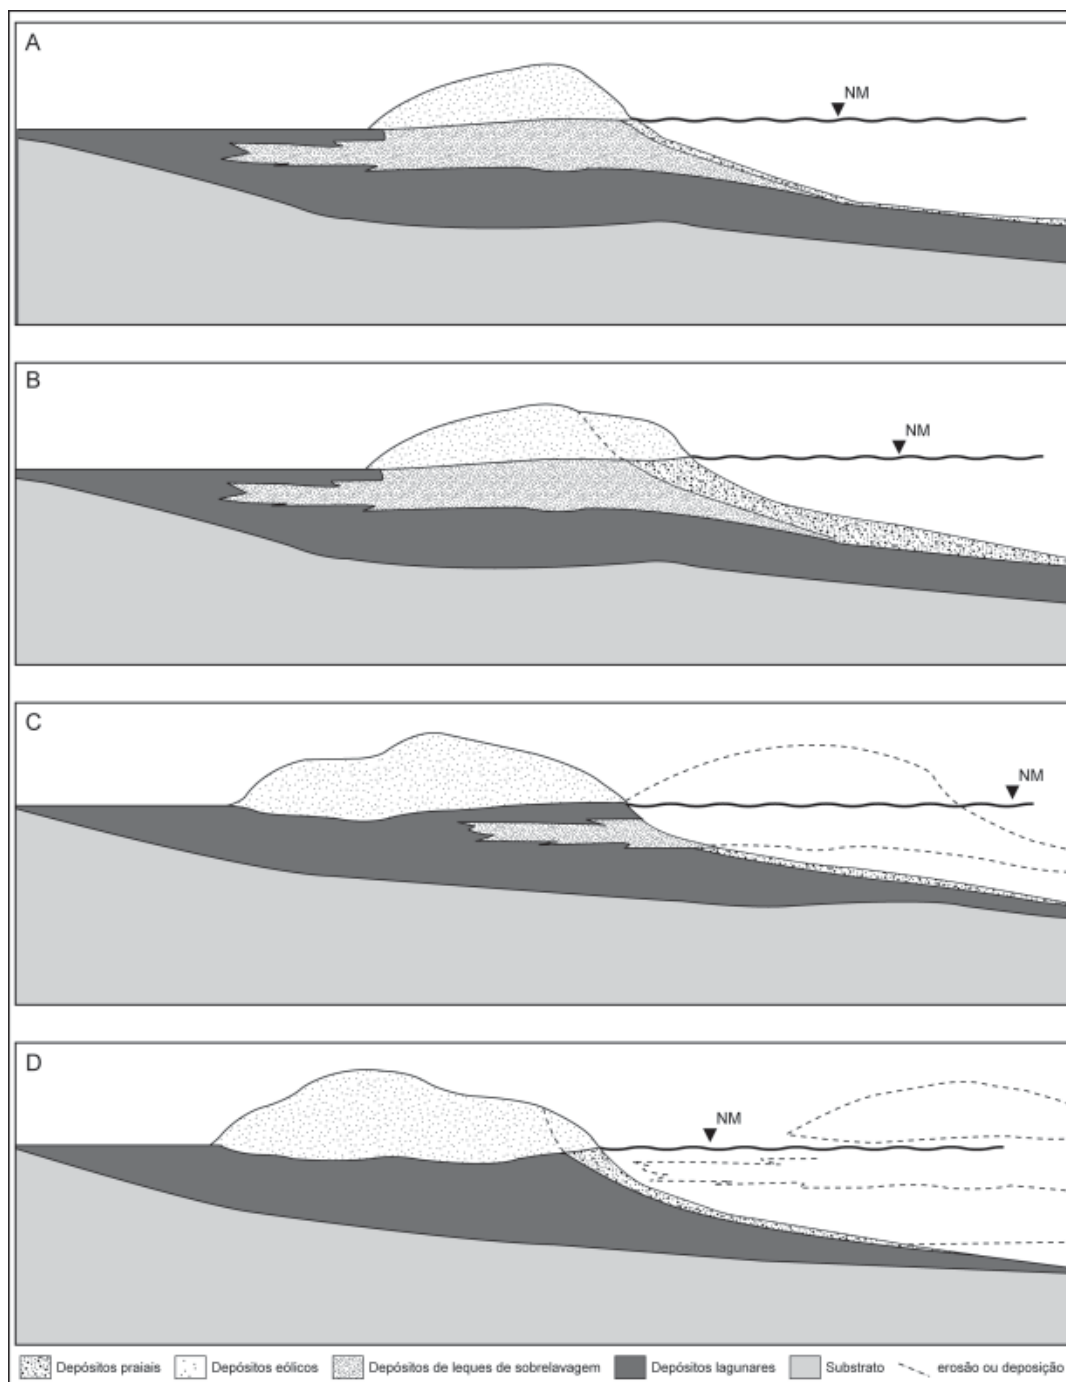 A
NM
B
NM
C
NM
D
NM
Depósitos praiais Depósitos eólicos Depósitos de leques de sobrelavagem Depósitos lagunares Substrato erosão ou deposição